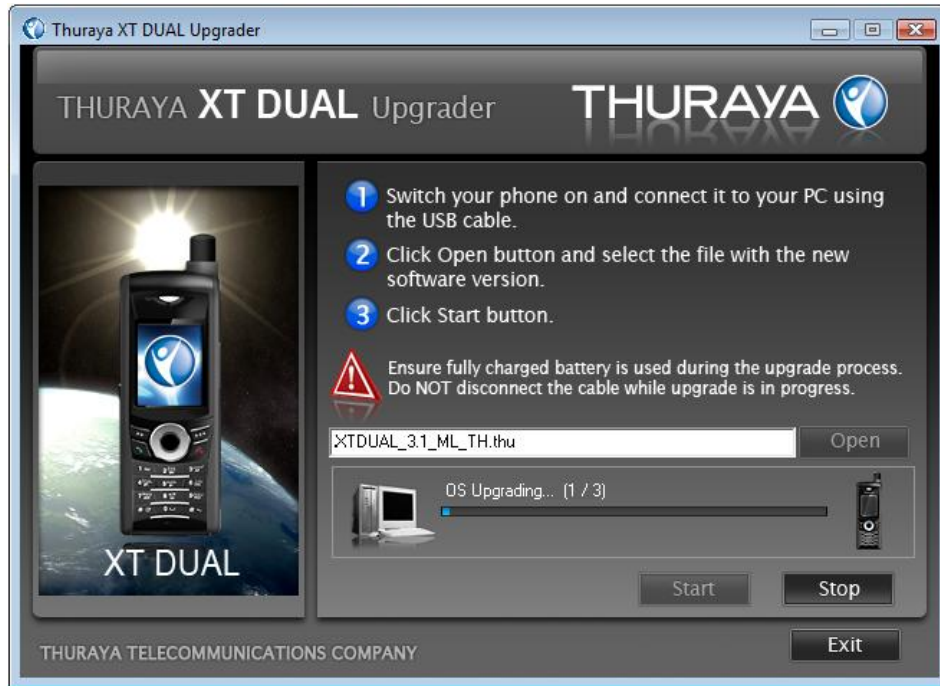 Thuraya XT DUAL Upgrader
THURAYA XT DUAL Upgrader
THURAYA
1 Switch your phone on and connect it to your PC using
the USB cable.
2 Click Open button and select the file with the new
software version.
3 Click Start button.
Ensure fully charged battery is used during the upgrade process.
Do NOT disconnect the cable while upgrade is in progress.
XTDUAL_3.1_ML_TH.thu
Open
OS Upgrading... (1 / 3)
XT DUAL
Start
Stop
THURAYA TELECOMMUNICATIONS COMPANY
Exit